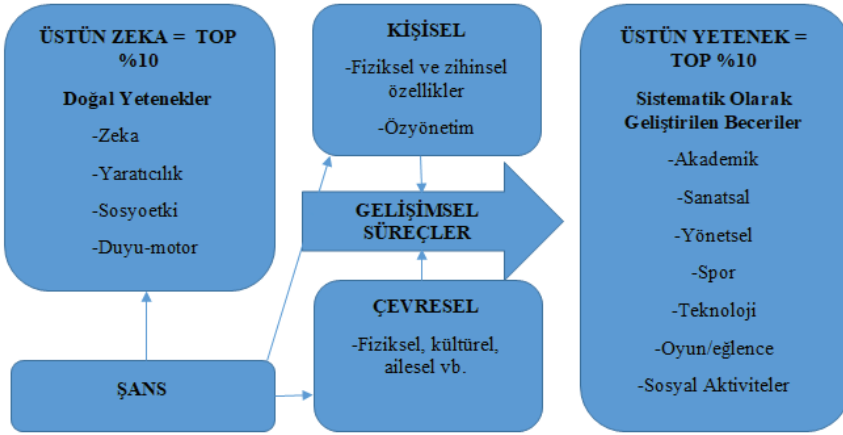 ÜSTÜN ZEKA = TOP
%10
Doğal Yetenekler
-Zeka
-Yaratıcılık
-Sosyoetki
-Duyu-motor
ŞANS
KİŞİSEL
-Fiziksel ve zihinsel
özellikler
-Özyönetim
GELİŞİMSEL
SÜREÇLER
ÇEVRESEL
-Fiziksel, kültürel,
ailesel vb.
ÜSTÜN YETENEK =
TOP %10
Sistematik Olarak
Geliştirilen Beceriler
-Akademik
-Sanatsal
-Yönetsel
-Spor
-Teknoloji
-Oyun/eğlence
-Sosyal Aktiviteler